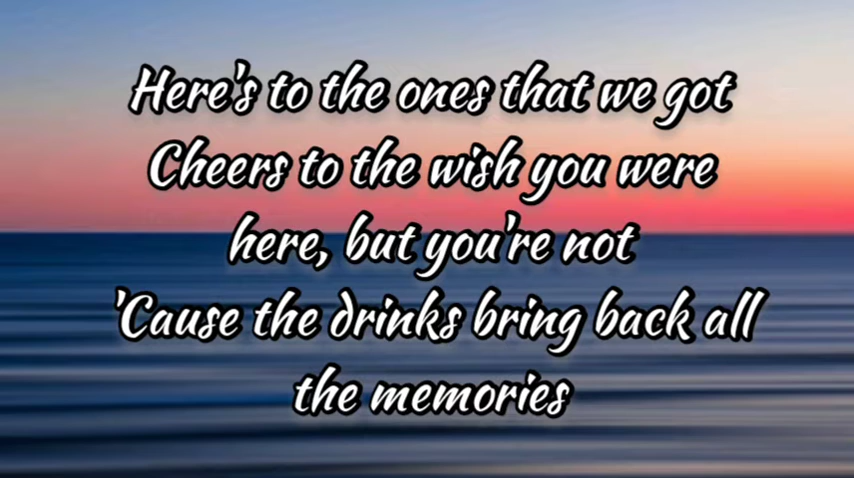 Here's to the ones that we got
Cheers to the wish you were
here, but you're not
'Cause the drinks bring back all
the memories